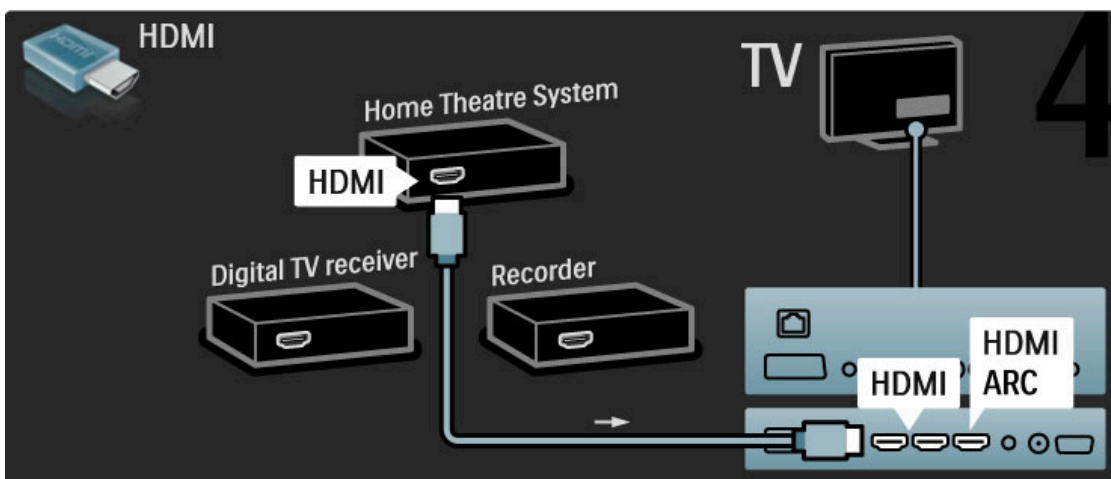 HDMI
TV
4
Home Theatre System
HDMI
Digital TV receiver
Recorder
HDMI
ARC
HDMI